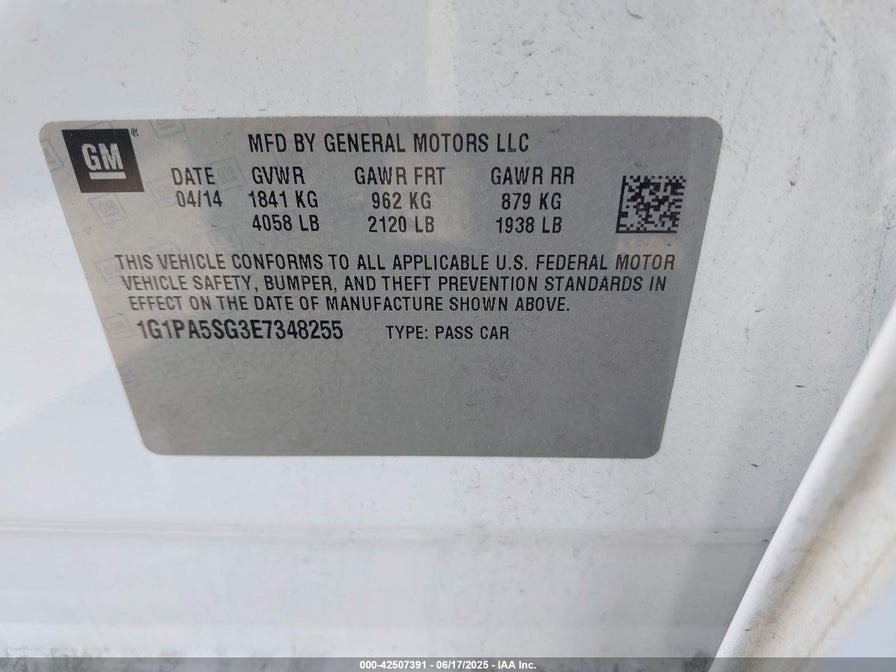 GM
MFD BY GENERAL MOTORS LLC
DATE GVWR GAWR FRT GAWR RR
04/14 1841 KG 962 KG 879 KG
4058 LB 2120 LB 1938 LB
THIS VEHICLE CONFORMS TO ALL APPLICABLE U.S. FEDERAL MOTOR
VEHICLE SAFETY, BUMPER, AND THEFT PREVENTION STANDARDS IN
EFFECT ON THE DATE OF MANUFACTURE SHOWN ABOVE.
1G1PA5SG3E7348255 TYPE: PASS CAR
000-42507391 - 06/17/2025 - IAA Inc.